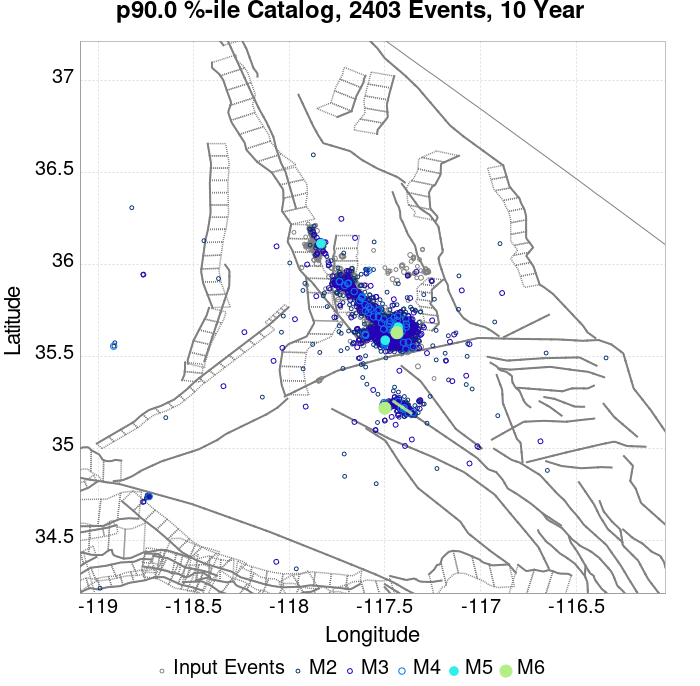 p90.0 %-ile Catalog, 2403 Events, 10 Year
37
36.5
36
35.5
35
34.5
Latitude
-119 -118.5 -118 -117.5 -117 -116.5
Longitude
Input Events M2 M3 M4 M5 M6